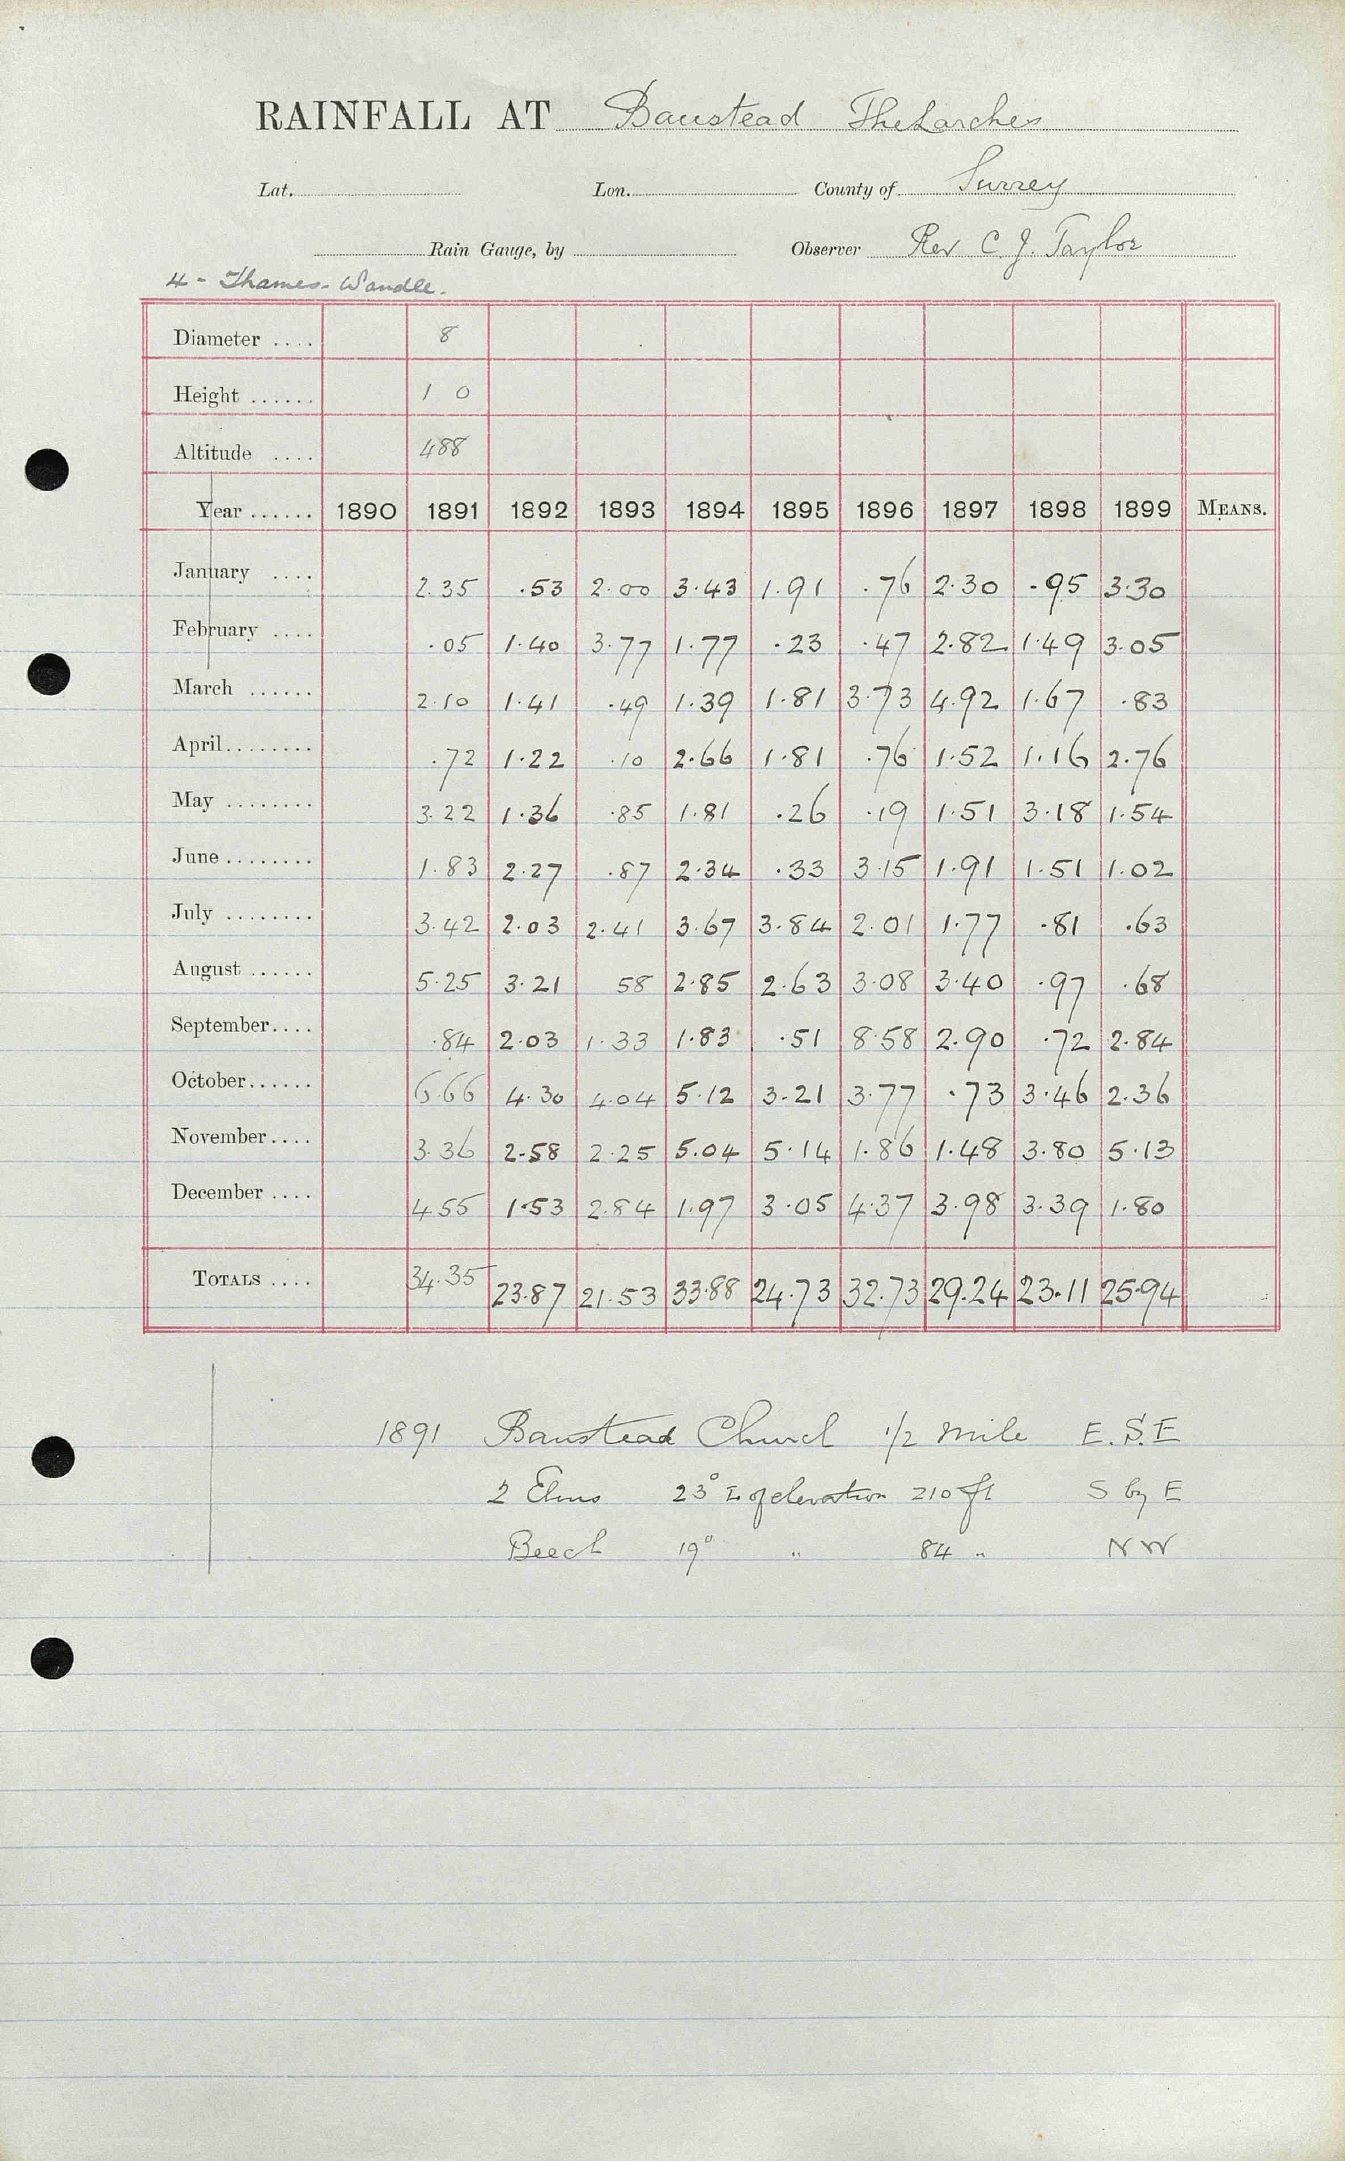 RAINFALL AT Banstead The Larches
Lat. Lon. County of Surrey
Rain Gauge, by Observer Rev C. J. Taylor
4 - Thames - Wandle.
Diameter .... 8
Height ...... 1 0
Altitude .... 488
Year ...... 1890 1891 1892 1893 1894 1895 1896 1897 1898 1899 MEANS.
January .... 2.35 .53 2.00 3.43 1.91 .76 2.30 .95 3.30
February .... .05 1.40 3.77 1.77 .23 .47 2.82 1.49 3.05
March ...... 2.10 1.41 .49 1.39 1.81 3.73 4.92 1.67 .83
April........ .72 1.22 .10 2.66 1.81 .76 1.52 1.16 2.76
May ........ 3.22 1.36 .85 1.81 .26 .19 1.51 3.18 1.54
June ........ 1.83 2.27 .87 2.34 .33 3.15 1.91 1.51 1.02
July ........ 3.42 2.03 2.41 3.67 3.84 2.01 1.77 .81 .63
August ...... 5.25 3.21 58 2.85 2.63 3.08 3.40 .97 .68
September.... .84 2.03 1.33 1.83 .51 8.58 2.90 .72 2.84
October...... 6.66 4.30 4.04 5.12 3.21 3.77 .73 3.46 2.36
November.... 3.36 2.58 2.25 5.04 5.14 1.86 1.48 3.80 5.13
December .... 4.55 1.53 2.84 1.97 3.05 4.37 3.98 3.39 1.80
TOTALS .... 34.35 23.87 21.53 33.88 24.73 32.73 29.24 23.11 25.94
1891 Banstead Church 1/2 mile E.S.E
2 Elms 23° ∠ of elevation 210 ft S by E
Beech 19° " 84 " NW